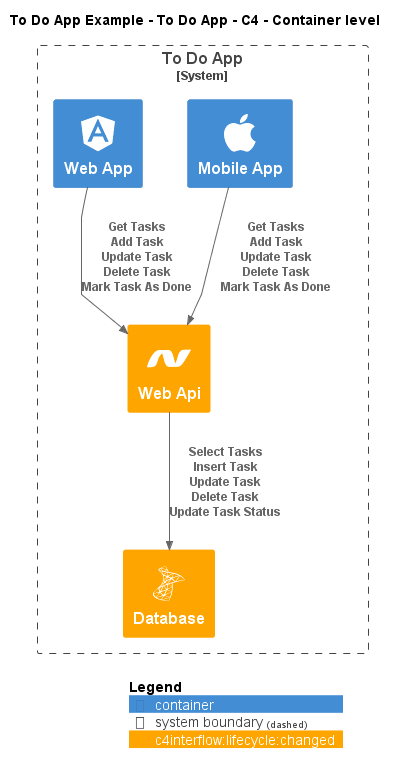 To Do App Example - To Do App - C4 - Container level
To Do App
[System]
Web App
Mobile App
Get Tasks
Add Task
Update Task
Delete Task
Mark Task As Done
Get Tasks
Add Task
Update Task
Delete Task
Mark Task As Done
Web Api
Select Tasks
Insert Task
Update Task
Delete Task
Update Task Status
Database
Legend
container
system boundary (dashed)
c4interflow:lifecycle:changed